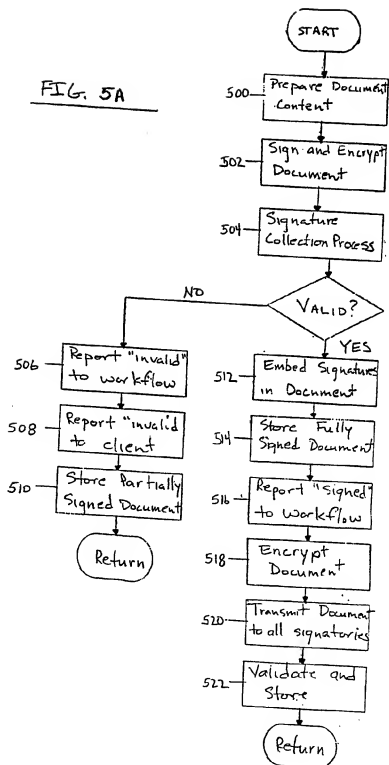 FIG. 5A
START
500
Prepare Document
Content
502
Sign and Encrypt
Document
504
Signature
Collection Process
VALID?
NO
YES
506
Report "invalid"
to workflow
508
Report "invalid
to client
510
Store Partially
Signed Document
Return
512
Embed Signatures
in Document
514
Store Fully
Signed Document
516
Report "Signed"
to workflow
518
Encrypt
Document
520
Transmit Document
to all signatories
522
Validate and
Store
Return